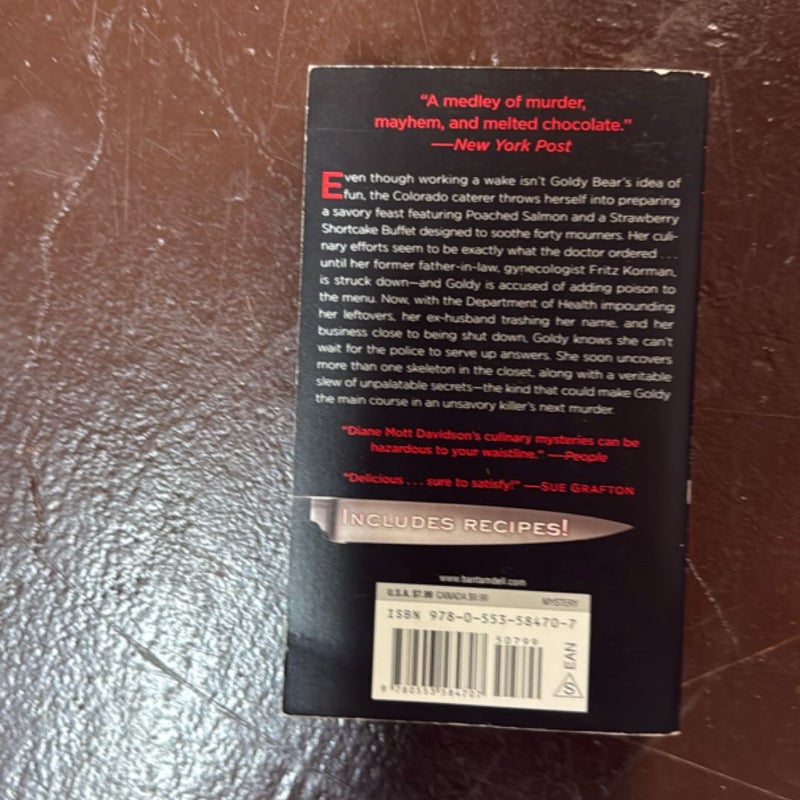 “A medley of murder,
mayhem, and melted chocolate.”
—New York Post
Even though working a wake isn’t Goldy Bear’s idea of
fun, the Colorado caterer throws herself into preparing
a savory feast featuring Poached Salmon and a Strawberry
Shortcake Buffet designed to soothe forty mourners. Her culi-
nary efforts seem to be exactly what the doctor ordered . . .
until her former father-in-law, gynecologist Fritz Korman,
is struck down—and Goldy is accused of adding poison to
the menu. Now, with the Department of Health impounding
her leftovers, her ex-husband trashing her name, and her
business close to being shut down, Goldy knows she can’t
wait for the police to serve up answers. She soon uncovers
more than one skeleton in the closet, along with a veritable
slew of unpalatable secrets—the kind that could make Goldy
the main course in an unsavory killer’s next murder.
“Diane Mott Davidson’s culinary mysteries can be
hazardous to your waistline.” —People
“Delicious . . . sure to satisfy!” —SUE GRAFTON
INCLUDES RECIPES!
www.bantamdell.com
U.S.A. $7.99 CANADA $9.99 MYSTERY
ISBN 978-0-553-58470-7
50799
9 780553 584707
EAN
S